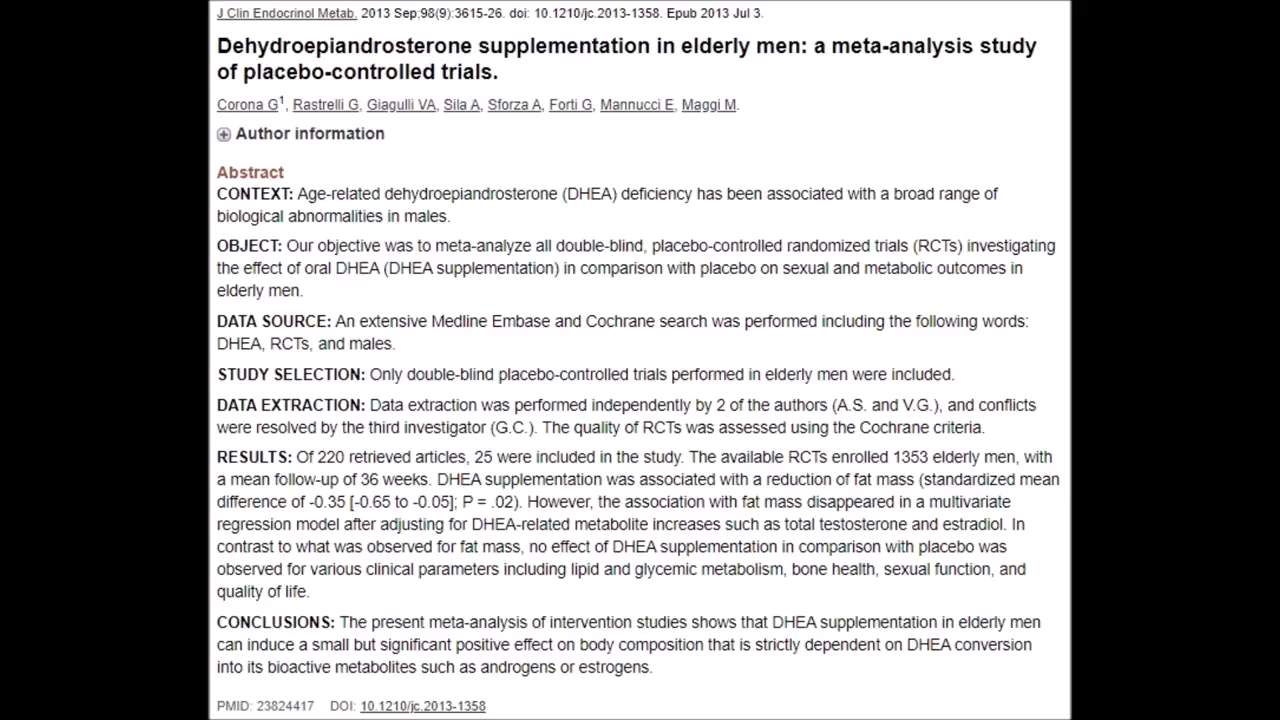 J Clin Endocrinol Metab. 2013 Sep;98(9):3615-26. doi: 10.1210/jc.2013-1358. Epub 2013 Jul 3.
Dehydroepiandrosterone supplementation in elderly men: a meta-analysis study
of placebo-controlled trials.
Corona G1, Rastrelli G, Giagulli VA, Sila A, Sforza A, Forti G, Mannucci E, Maggi M.
Author information
Abstract
CONTEXT: Age-related dehydroepiandrosterone (DHEA) deficiency has been associated with a broad range of
biological abnormalities in males.
OBJECT: Our objective was to meta-analyze all double-blind, placebo-controlled randomized trials (RCTs) investigating
the effect of oral DHEA (DHEA supplementation) in comparison with placebo on sexual and metabolic outcomes in
elderly men.
DATA SOURCE: An extensive Medline Embase and Cochrane search was performed including the following words:
DHEA, RCTs, and males.
STUDY SELECTION: Only double-blind placebo-controlled trials performed in elderly men were included.
DATA EXTRACTION: Data extraction was performed independently by 2 of the authors (A.S. and V.G.), and conflicts
were resolved by the third investigator (G.C.). The quality of RCTs was assessed using the Cochrane criteria.
RESULTS: Of 220 retrieved articles, 25 were included in the study. The available RCTs enrolled 1353 elderly men, with
a mean follow-up of 36 weeks. DHEA supplementation was associated with a reduction of fat mass (standardized mean
difference of -0.35 [-0.65 to -0.05]; P = .02). However, the association with fat mass disappeared in a multivariate
regression model after adjusting for DHEA-related metabolite increases such as total testosterone and estradiol. In
contrast to what was observed for fat mass, no effect of DHEA supplementation in comparison with placebo was
observed for various clinical parameters including lipid and glycemic metabolism, bone health, sexual function, and
quality of life.
CONCLUSIONS: The present meta-analysis of intervention studies shows that DHEA supplementation in elderly men
can induce a small but significant positive effect on body composition that is strictly dependent on DHEA conversion
into its bioactive metabolites such as androgens or estrogens.
PMID: 23824417 DOI: 10.1210/jc.2013-1358